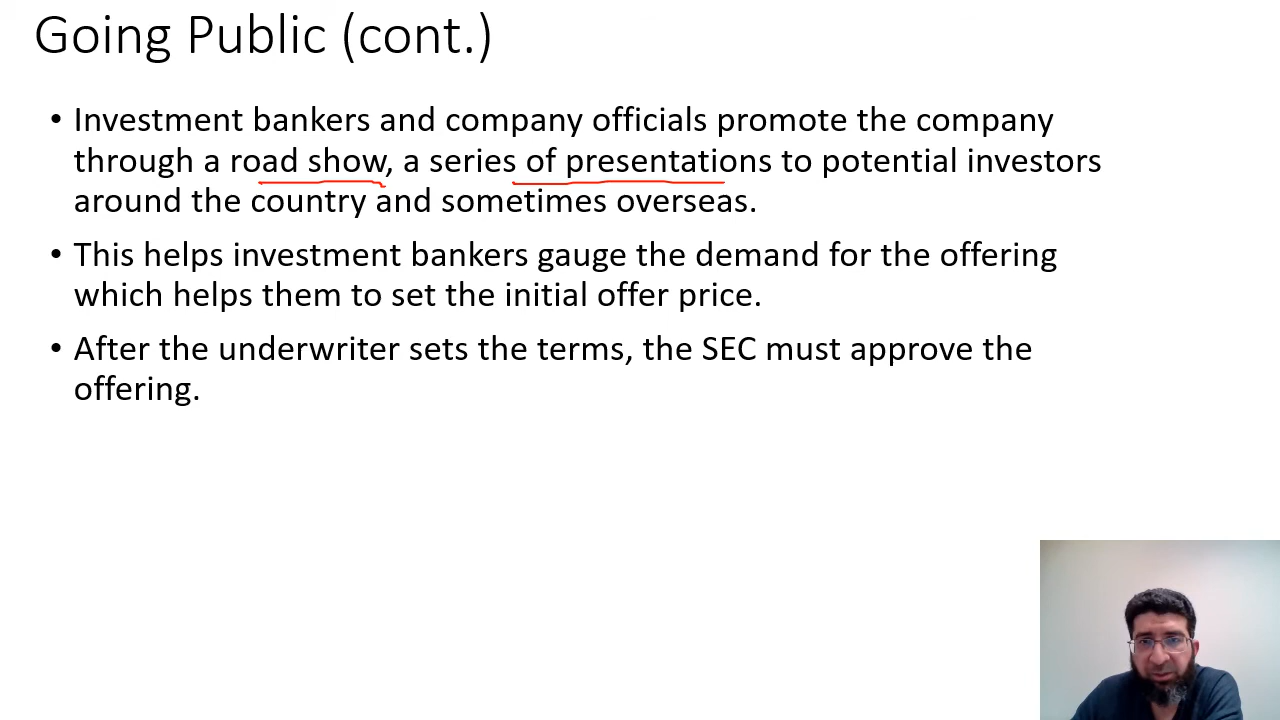 Going Public (cont.)
• Investment bankers and company officials promote the company
through a road show, a series of presentations to potential investors
around the country and sometimes overseas.
• This helps investment bankers gauge the demand for the offering
which helps them to set the initial offer price.
• After the underwriter sets the terms, the SEC must approve the
offering.